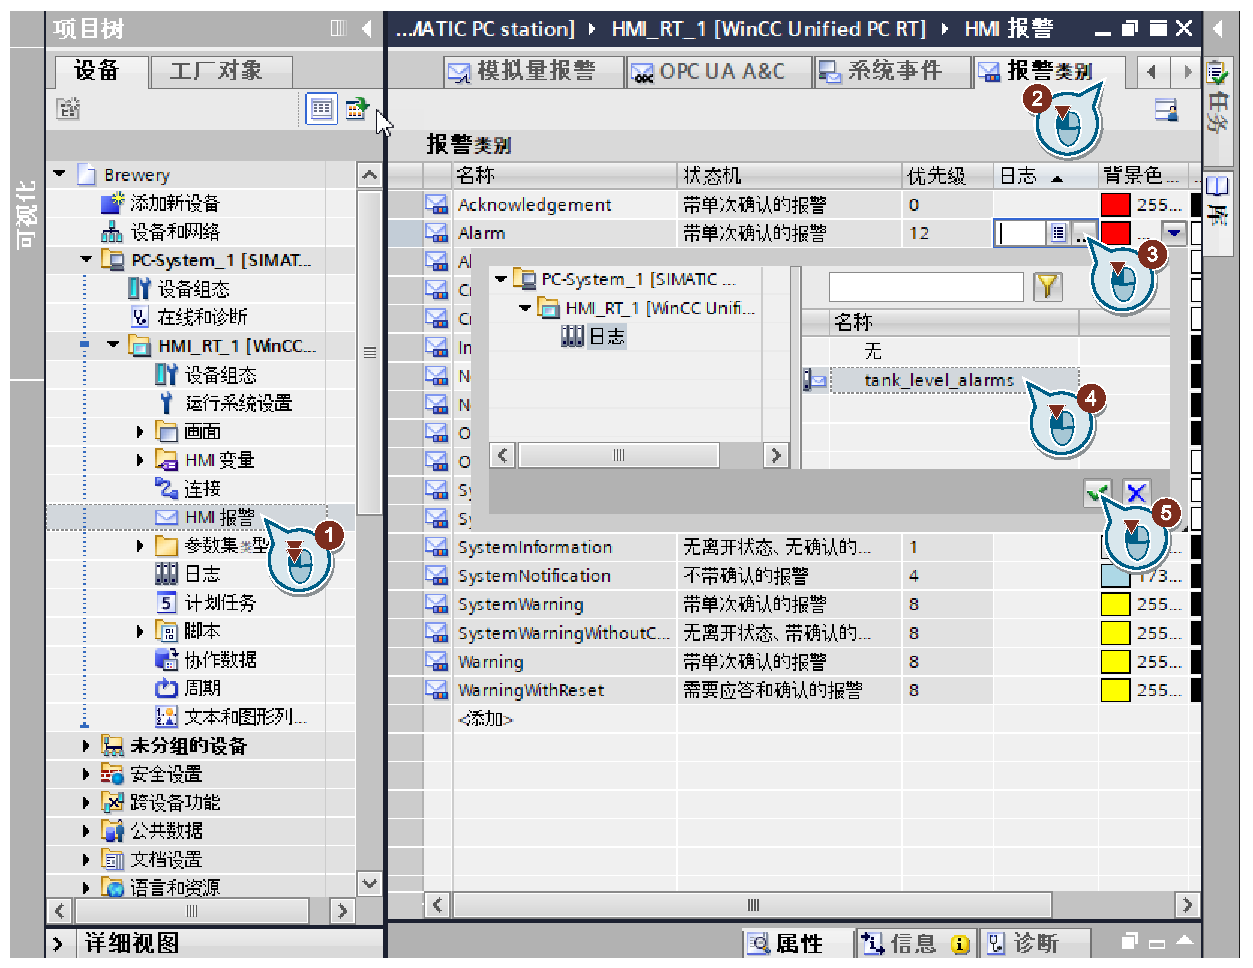 项目树
设备
工厂对象
可视化
Brewery
添加新设备
设备和网络
PC-System_1 [SIMAT...
设备组态
在线和诊断
HMI_RT_1 [WinCC...
设备组态
运行系统设置
画面
HMI 变量
连接
HMI 报警
1
参数集类型
日志
5 计划任务
脚本
协作数据
周期
文本和图形列...
未分组的设备
安全设置
跨设备功能
公共数据
文档设置
语言和资源
详细视图
...MATIC PC station] ▸ HMI_RT_1 [WinCC Unified PC RT] ▸ HMI 报警
模拟量报警
OPC UA A&C
系统事件
报警类别
2
报警类别
名称 状态机 优先级 日志 背景色...
Acknowledgement 带单次确认的报警 0 255...
Alarm 带单次确认的报警 12 ...
3
Al
Cr
Cr
In
N
N
O
O
Sy
Sy
PC-System_1 [SIMATIC ...
HMI_RT_1 [WinCC Unifi...
日志
名称
无
tank_level_alarms
4
5
SystemInformation 无离开状态、无确认的... 1
SystemNotification 不带确认的报警 4 173...
SystemWarning 带单次确认的报警 8 255...
SystemWarningWithoutC... 无离开状态、带确认的... 8 255...
Warning 带单次确认的报警 8 255...
WarningWithReset 需要应答和确认的报警 8 255...
<添加>
属性
信息
诊断
任务
库